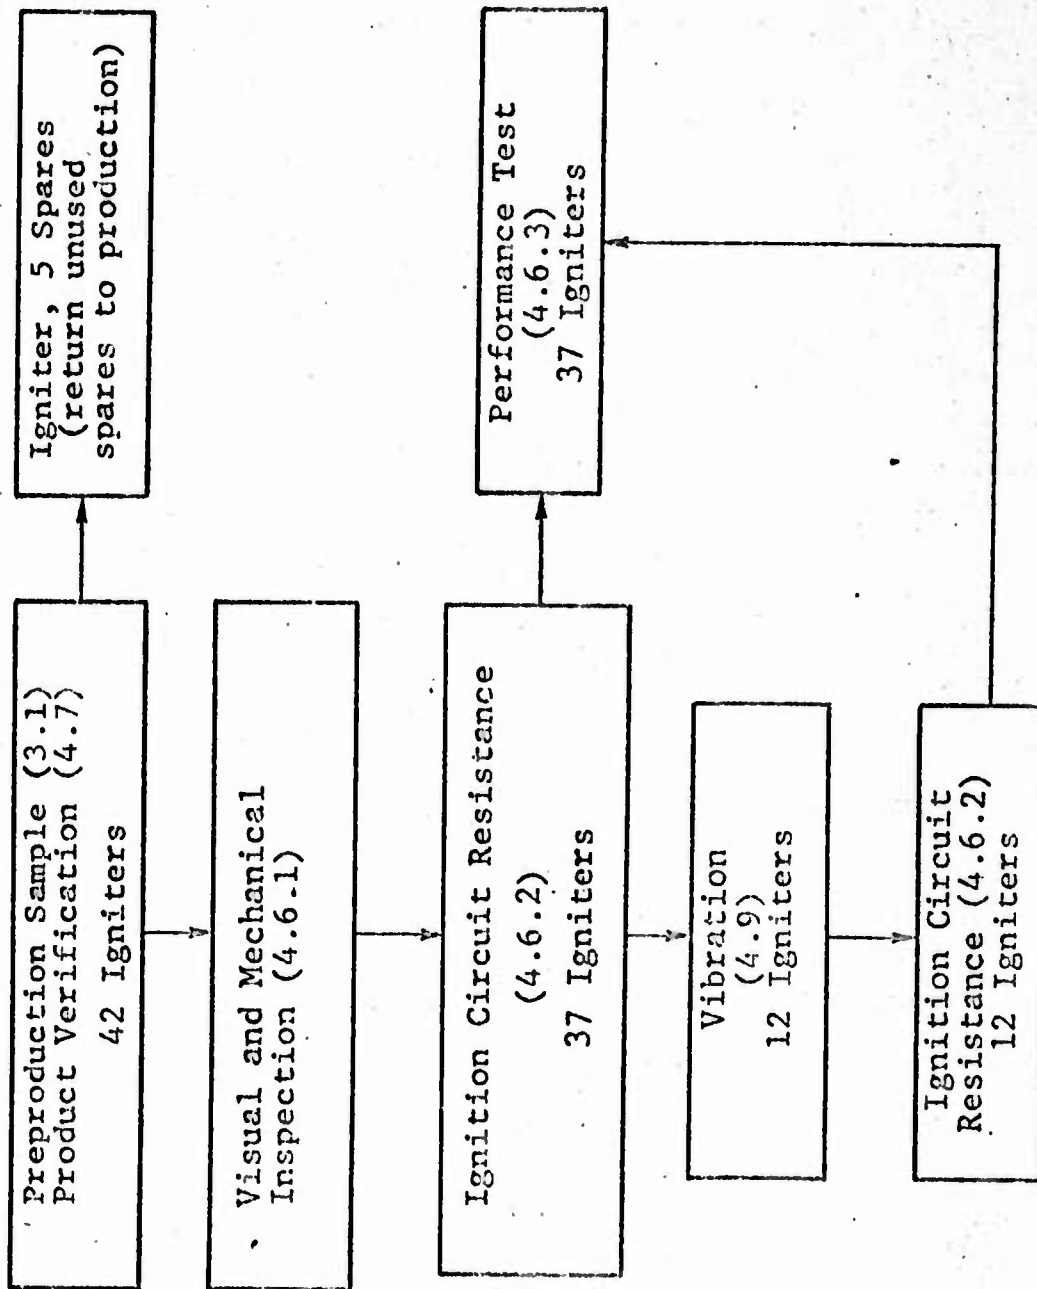 Preproduction Sample (3.1)
Product Verification (4.7)
42 Igniters
Igniter, 5 Spares
(return unused
spares to production)
Visual and Mechanical
Inspection (4.6.1)
Ignition Circuit Resistance
(4.6.2)
37 Igniters
Performance Test
(4.6.3)
37 Igniters
Vibration
(4.9)
12 Igniters
Ignition Circuit
Resistance (4.6.2)
12 Igniters